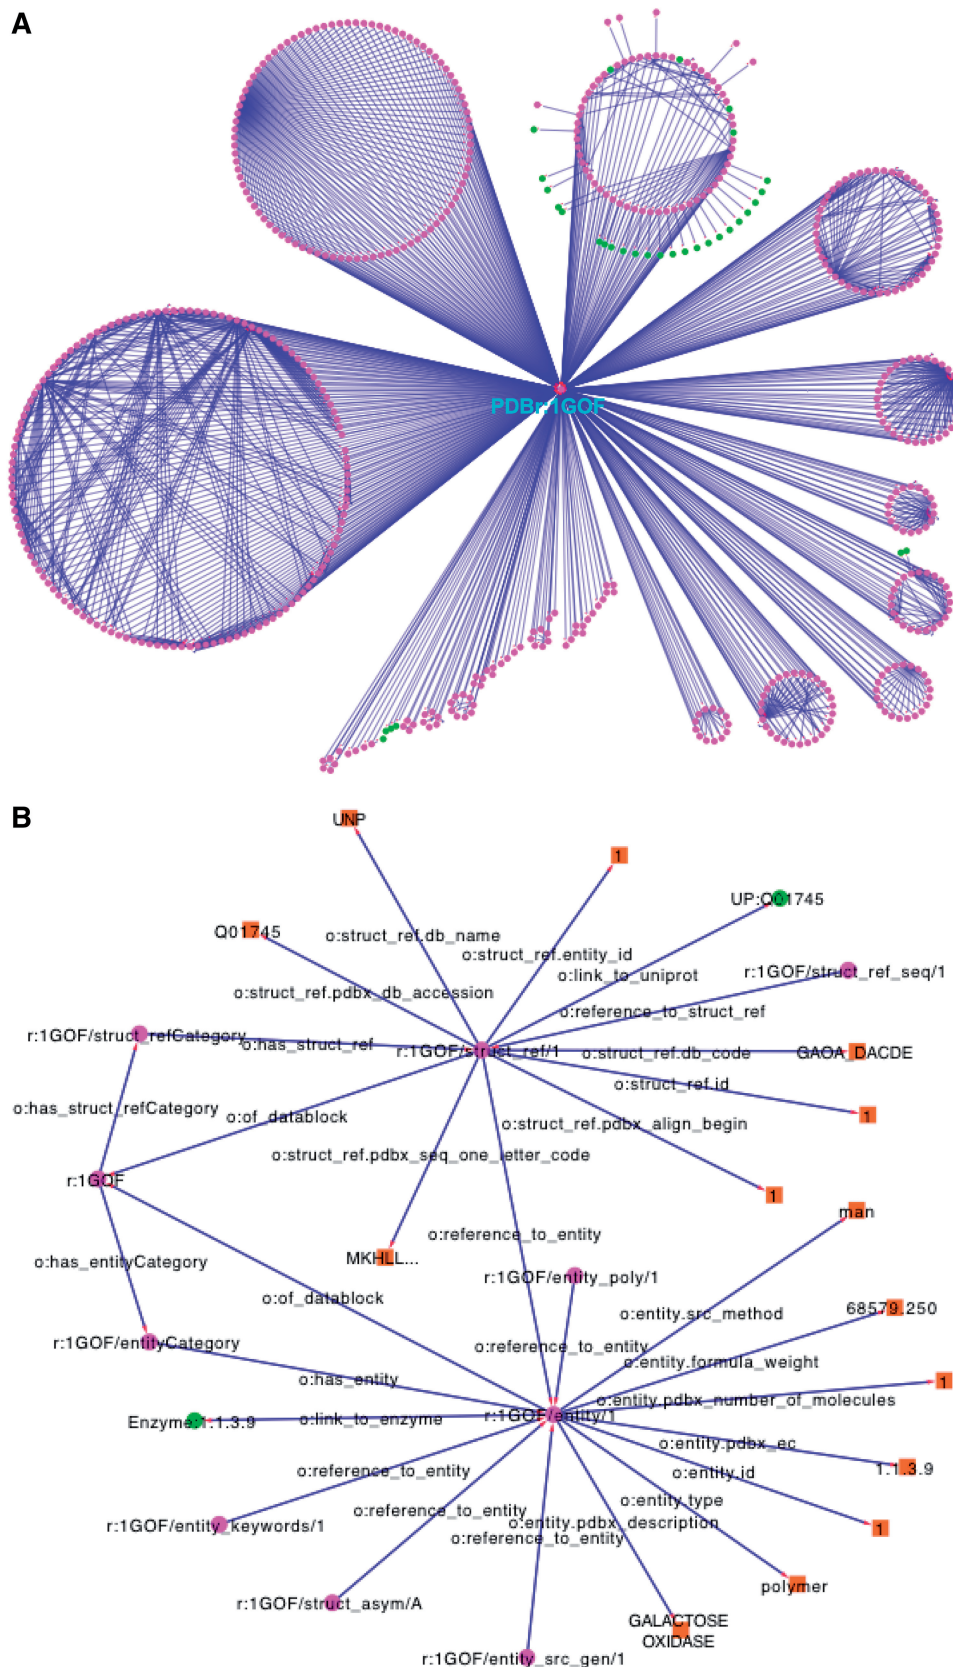 A
PDBr:1GOF
B
UNP
1
UP:Q01745
Q01745
o:struct_ref.db_name
o:struct_ref.entity_id
o:link_to_uniprot
r:1GOF/struct_ref_seq/1
o:struct_ref.pdbx_db_accession
o:reference_to_struct_ref
r:1GOF/struct_refCategory
o:has_struct_ref
r:1GOF/struct_ref/1
o:struct_ref.db_code
GAOA_DACDE
o:struct_ref.id
o:has_struct_refCategory
o:of_datablock
1
o:struct_ref.pdbx_align_begin
o:struct_ref.pdbx_seq_one_letter_code
r:1GOF
1
man
o:reference_to_entity
o:has_entityCategory
MKHLL...
r:1GOF/entity_poly/1
o:of_datablock
o:entity.src_method
68579.250
r:1GOF/entityCategory
o:reference_to_entity
o:entity.formula_weight
o:has_entity
1
o:entity.pdbx_number_of_molecules
Enzyme:1.1.3.9
o:link_to_enzyme
r:1GOF/entity/1
o:entity.pdbx_ec
o:reference_to_entity
o:entity.id
1.1.3.9
o:entity.type
o:reference_to_entity
o:entity.pdbx_description
r:1GOF/entity_keywords/1
1
o:reference_to_entity
polymer
r:1GOF/struct_asym/A
GALACTOSE
OXIDASE
r:1GOF/entity_src_gen/1